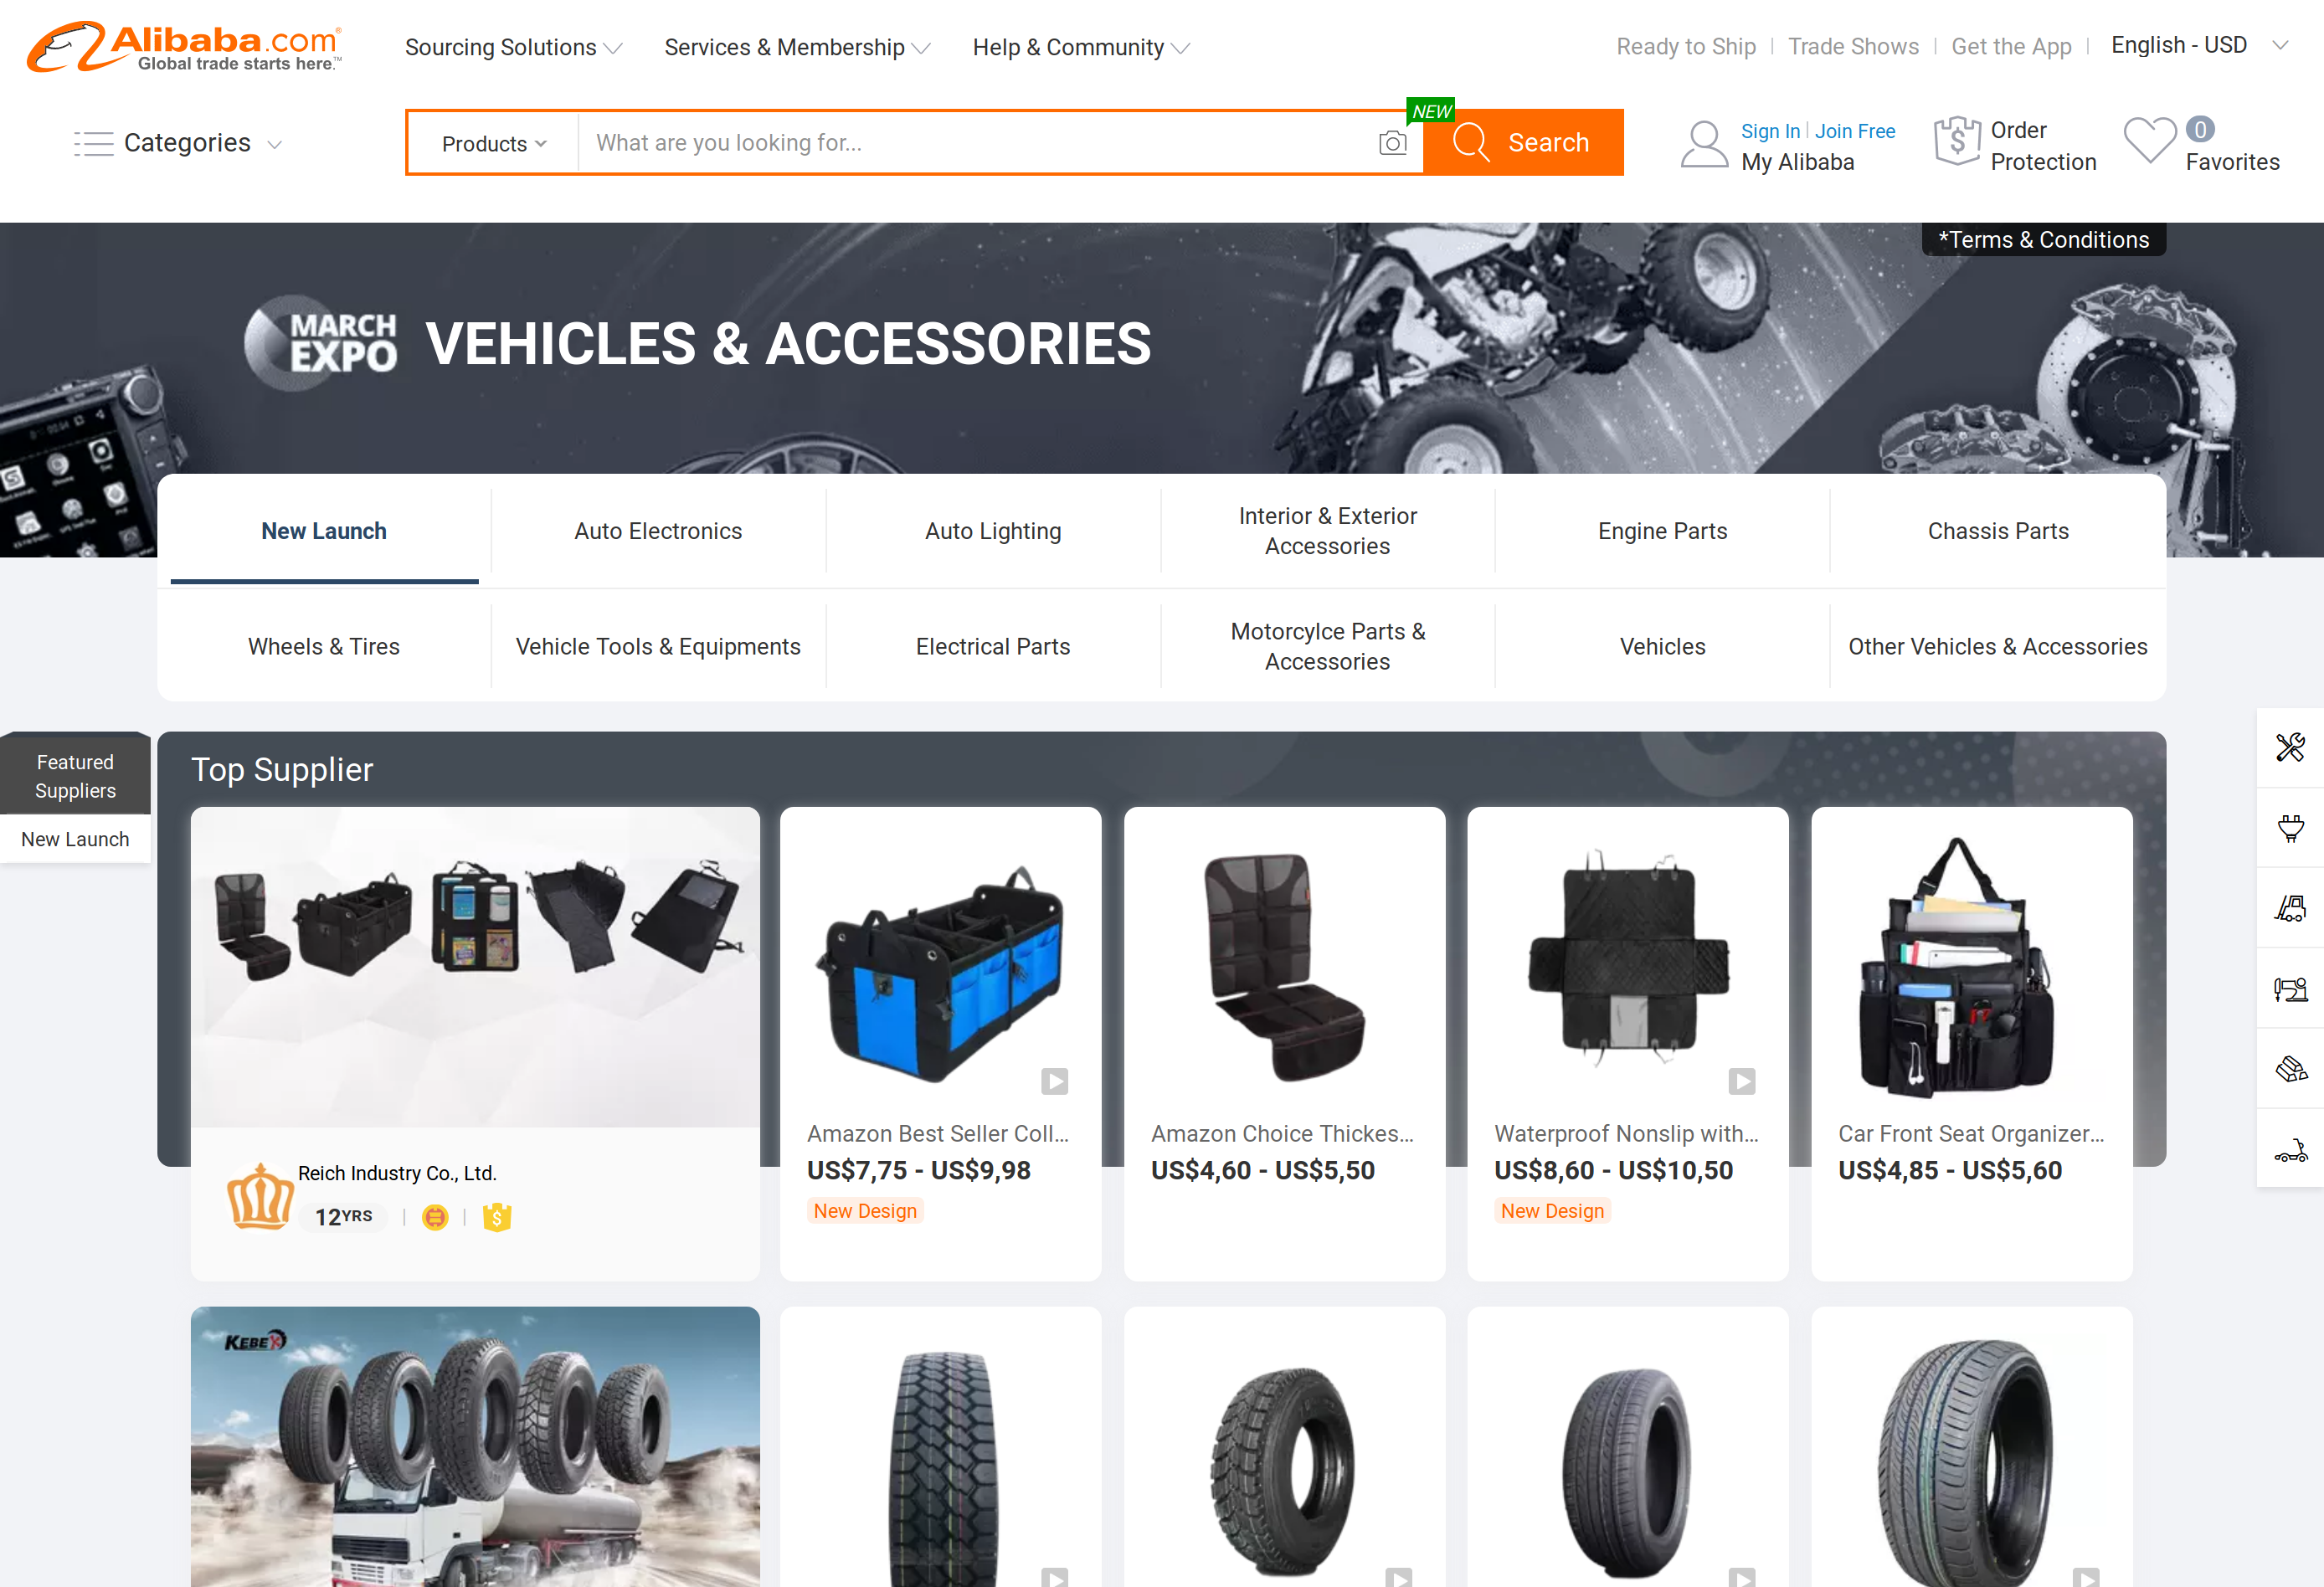 Alibaba.com
Global trade starts here.™
Sourcing Solutions
Services & Membership
Help & Community
Ready to Ship
Trade Shows
Get the App
English - USD
Categories
Products
What are you looking for...
NEW
Search
Sign In
Join Free
My Alibaba
Order
Protection
0
Favorites
*Terms & Conditions
MARCH
EXPO
VEHICLES & ACCESSORIES
New Launch
Auto Electronics
Auto Lighting
Interior & Exterior
Accessories
Engine Parts
Chassis Parts
Wheels & Tires
Vehicle Tools & Equipments
Electrical Parts
Motorcylce Parts &
Accessories
Vehicles
Other Vehicles & Accessories
Featured
Suppliers
New Launch
Top Supplier
Reich Industry Co., Ltd.
12YRS
Amazon Best Seller Coll...
US$7,75 - US$9,98
New Design
Amazon Choice Thickes...
US$4,60 - US$5,50
Waterproof Nonslip with...
US$8,60 - US$10,50
New Design
Car Front Seat Organizer...
US$4,85 - US$5,60
KEBEK